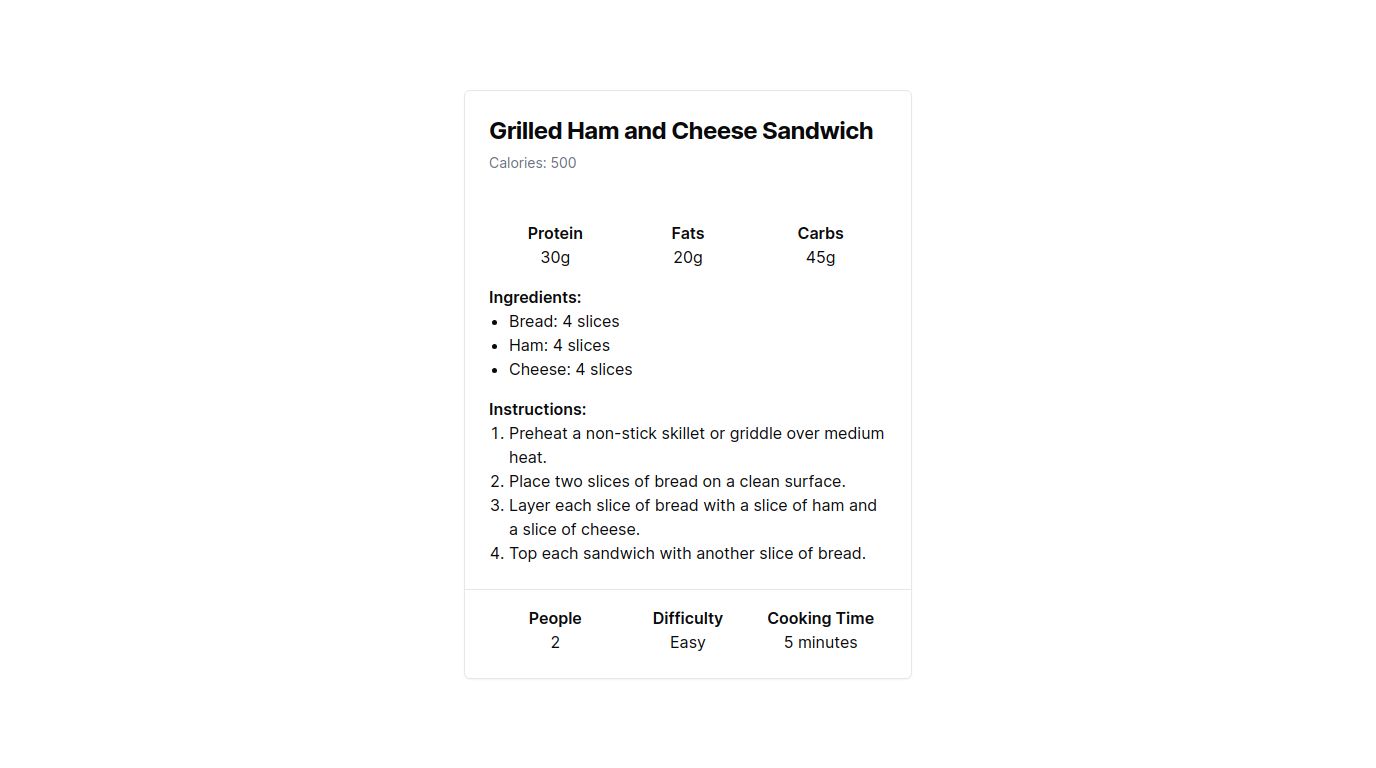 Grilled Ham and Cheese Sandwich
Calories: 500
Protein Fats Carbs
30g 20g 45g
Ingredients:
• Bread: 4 slices
• Ham: 4 slices
• Cheese: 4 slices
Instructions:
1. Preheat a non-stick skillet or griddle over medium
heat.
2. Place two slices of bread on a clean surface.
3. Layer each slice of bread with a slice of ham and
a slice of cheese.
4. Top each sandwich with another slice of bread.
People Difficulty Cooking Time
2 Easy 5 minutes